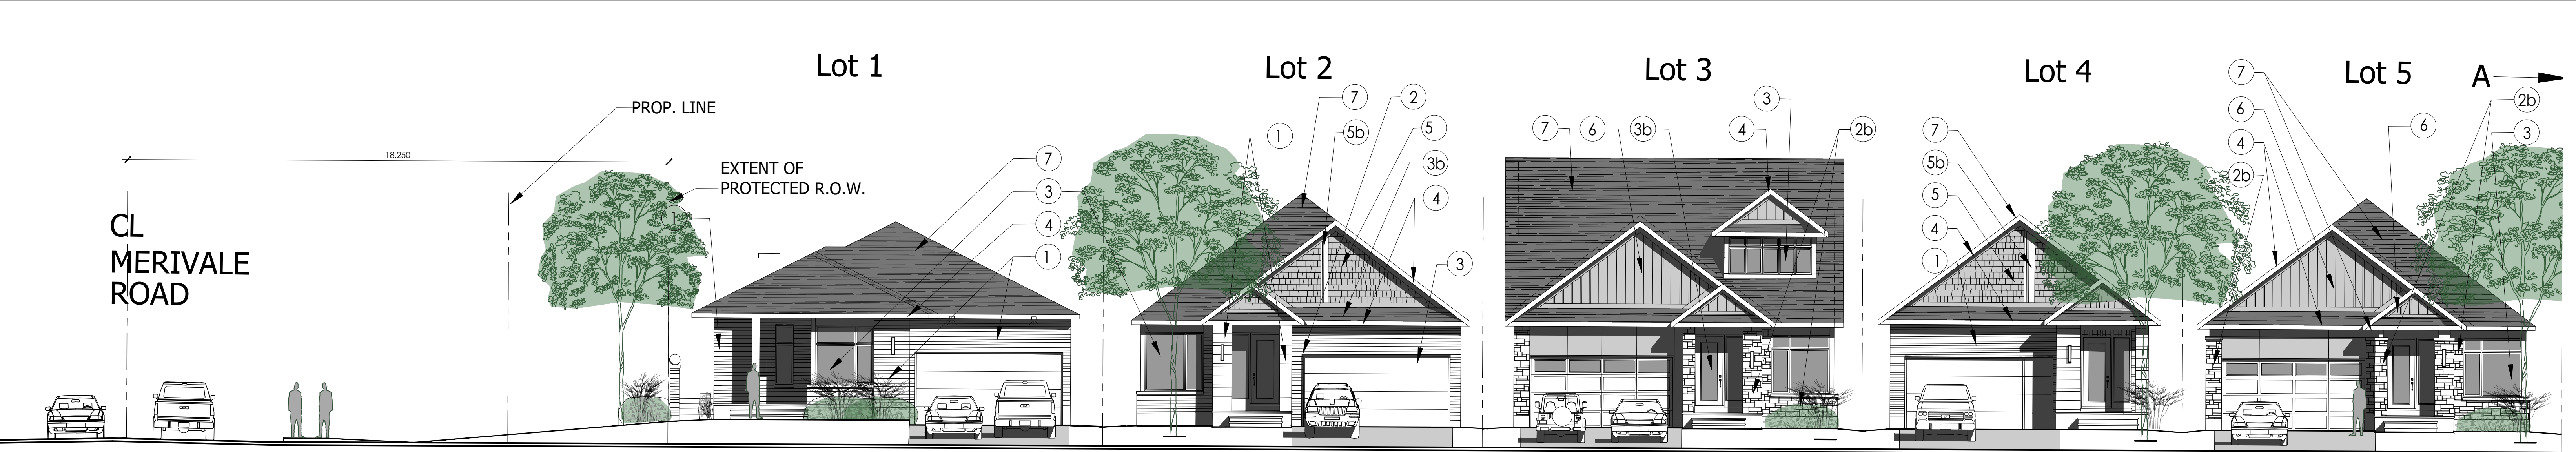 Lot 1
Lot 2
Lot 3
Lot 4
Lot 5
A
PROP. LINE
18.250
EXTENT OF
PROTECTED R.O.W.
CL
MERIVALE
ROAD
1
7
3
4
1
1
7
5b
2
5
3b
4
3
7
6
3b
4
3
2b
7
5b
5
4
1
7
6
4
2b
6
2b
3